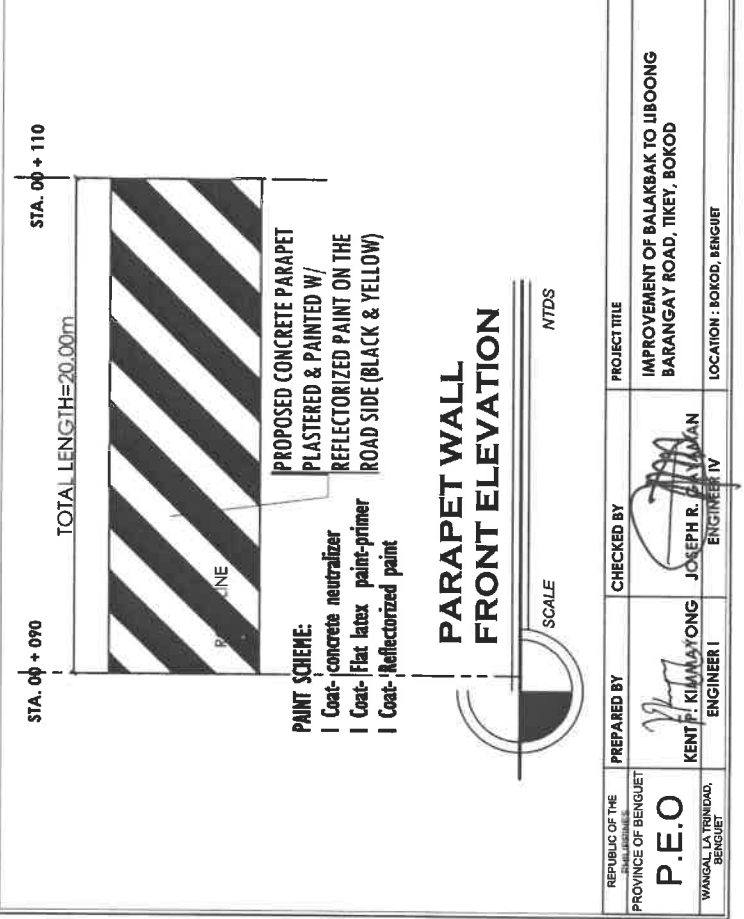 STA. 00 + 090
STA. 00 + 110
TOTAL LENGTH=20.00m
LINE
PROPOSED CONCRETE PARAPET
PLASTERED & PAINTED W/
REFLECTORIZED PAINT ON THE
ROAD SIDE (BLACK & YELLOW)
PAINT SCHEME:
1 Coat- concrete neutralizer
1 Coat- Flat latex paint-primer
1 Coat- Reflectorized paint
PARAPET WALL
FRONT ELEVATION
SCALE
NTDS
REPUBLIC OF THE
PHILIPPINES
PROVINCE OF BENGUET
P.E.O
WANGAL, LA TRINIDAD,
BENGUET
PREPARED BY
KENT P. KIMMAYONG
ENGINEER I
CHECKED BY
JOSEPH R. GAYAMAN
ENGINEER IV
PROJECT TITLE
IMPROVEMENT OF BALAKBAK TO LIBOONG
BARANGAY ROAD, TIKEY, BOKOD
LOCATION : BOKOD, BENGUET